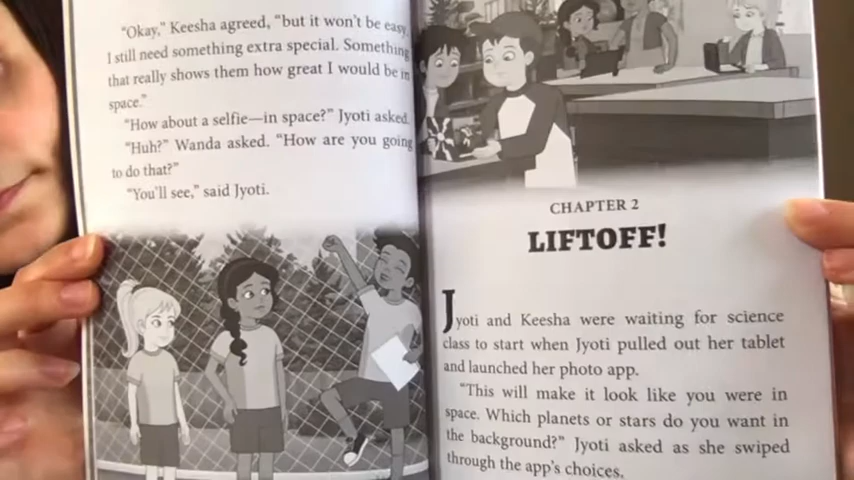 "Okay," Keesha agreed, "but it won't be easy.
I still need something extra special. Something
that really shows them how great I would be in
space."
"How about a selfie—in space?" Jyoti asked.
"Huh?" Wanda asked. "How are you going
to do that?"
"You'll see," said Jyoti.
CHAPTER 2
LIFTOFF!
Jyoti and Keesha were waiting for science
class to start when Jyoti pulled out her tablet
and launched her photo app.
"This will make it look like you were in
space. Which planets or stars do you want in
the background?" Jyoti asked as she swiped
through the app's choices.